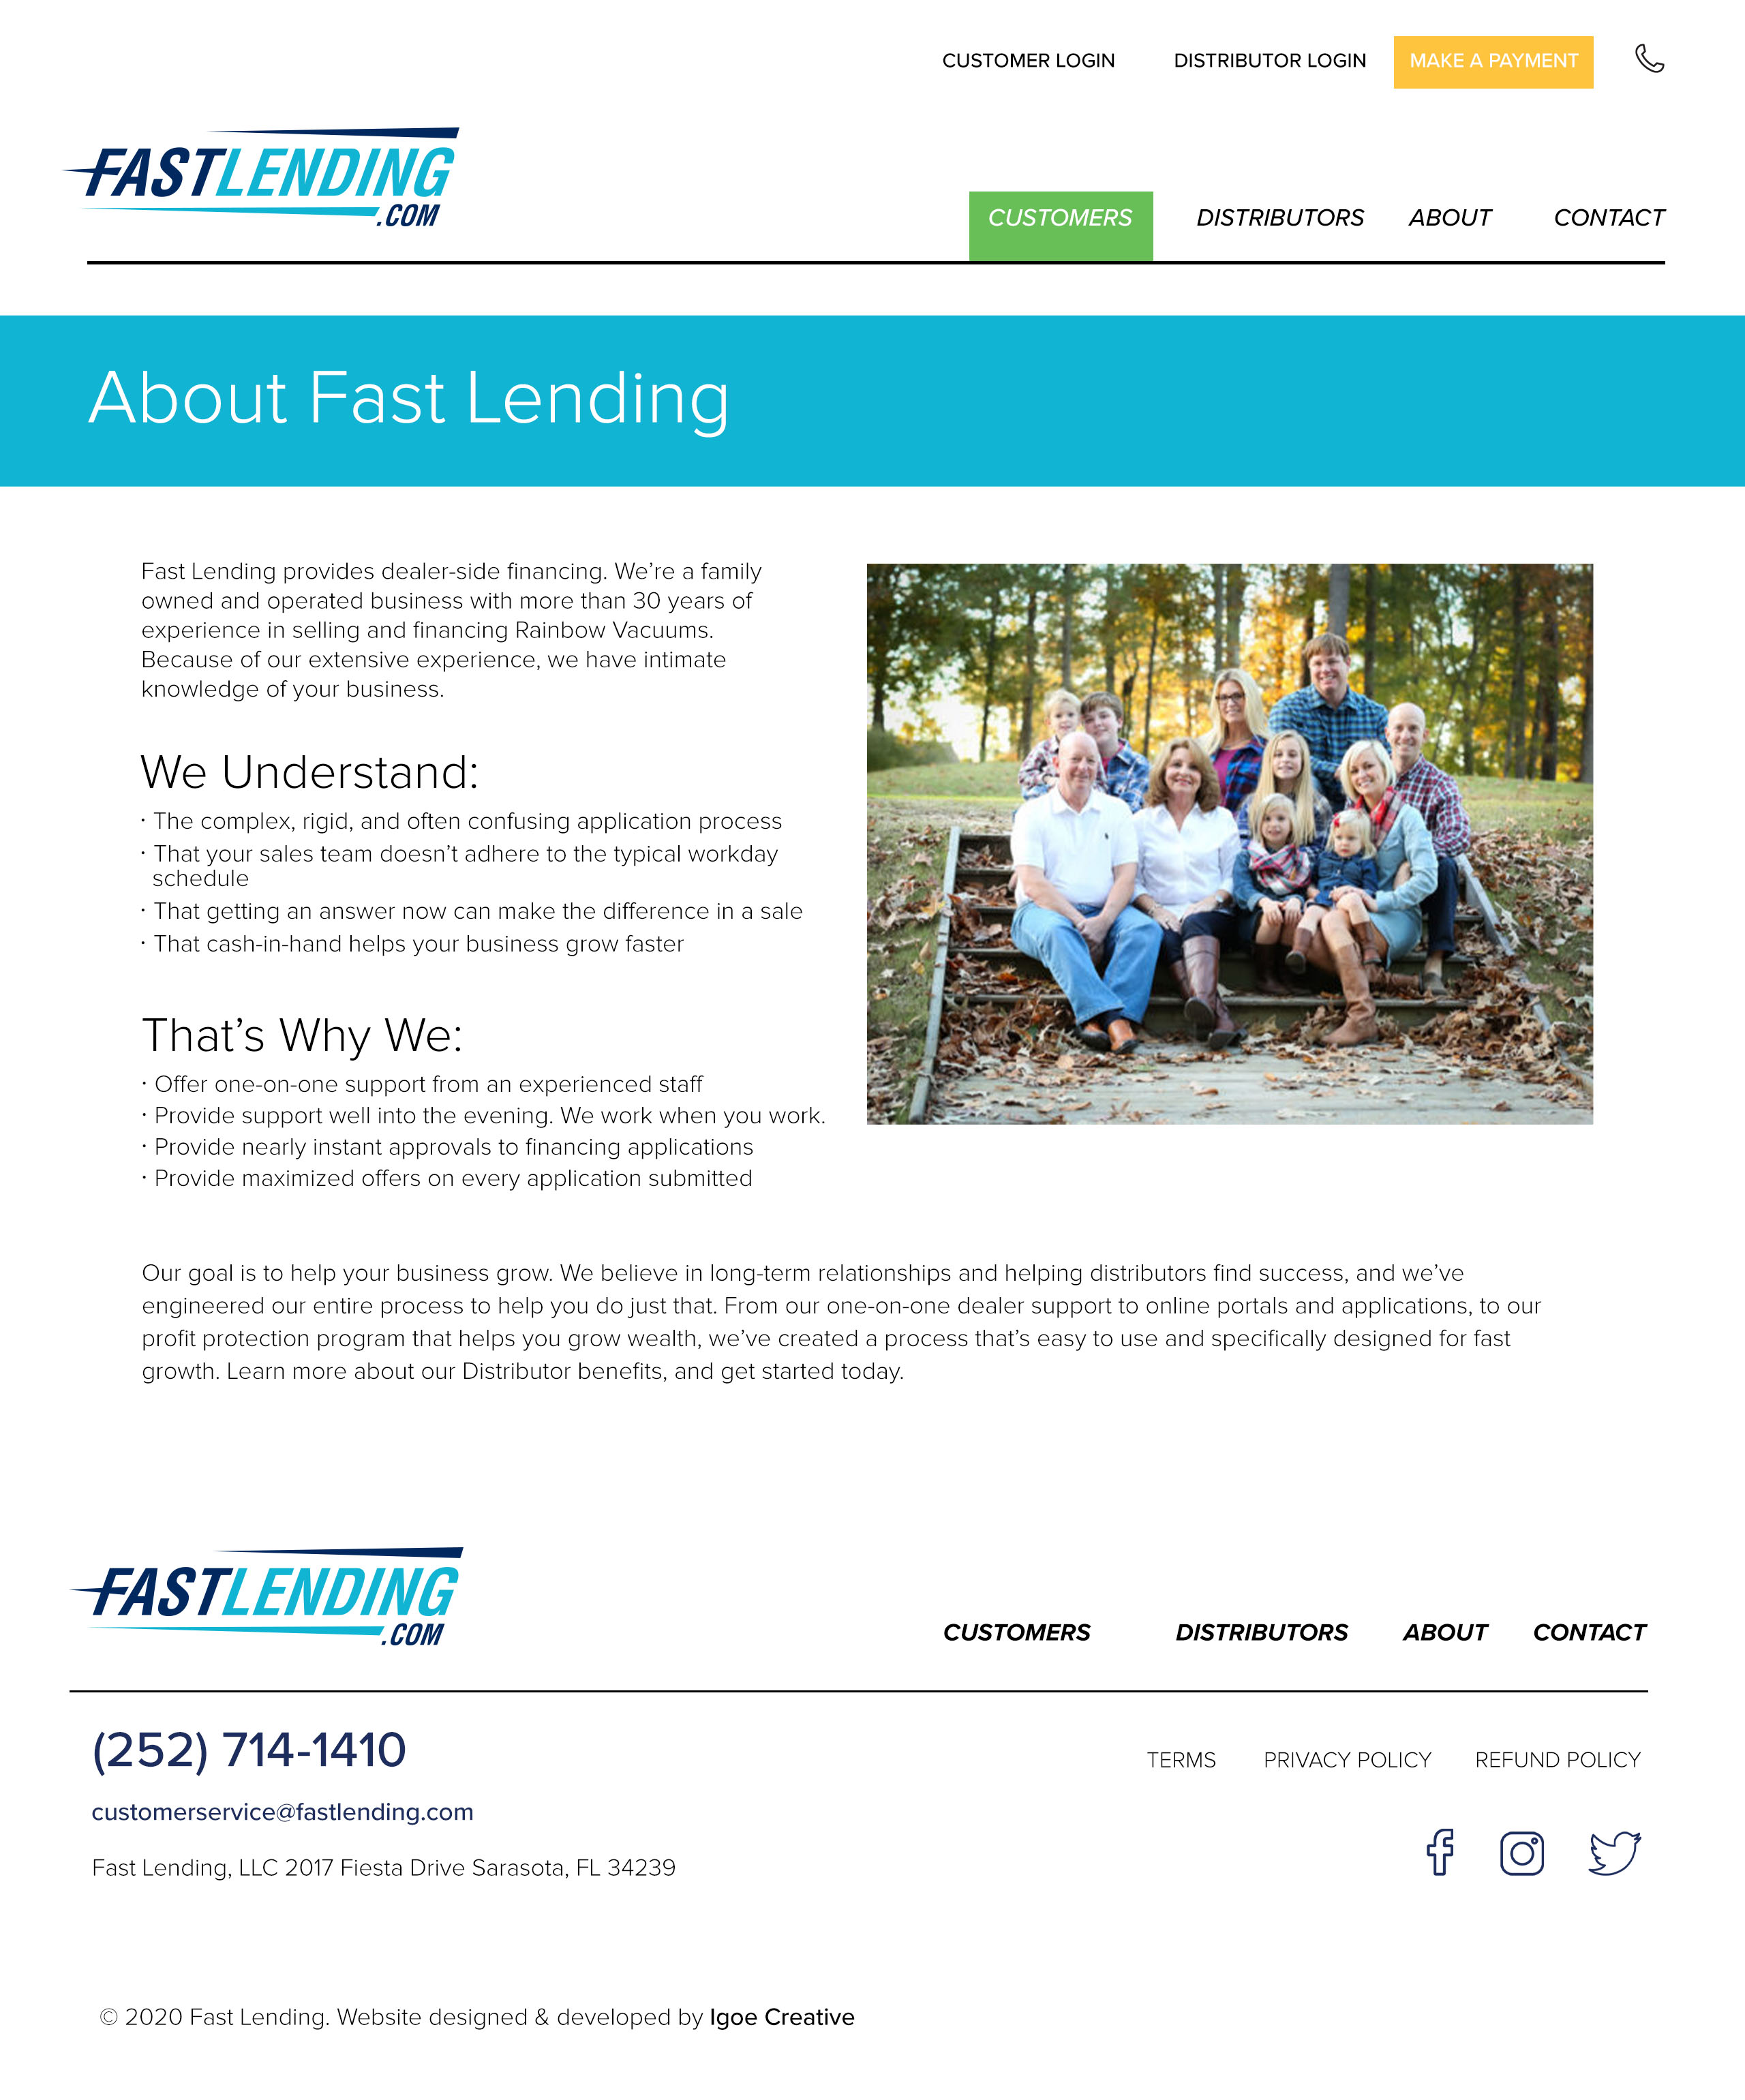 CUSTOMER LOGIN DISTRIBUTOR LOGIN MAKE A PAYMENT
FASTLENDING
.COM
CUSTOMERS DISTRIBUTORS ABOUT CONTACT
About Fast Lending
Fast Lending provides dealer-side financing. We’re a family
owned and operated business with more than 30 years of
experience in selling and financing Rainbow Vacuums.
Because of our extensive experience, we have intimate
knowledge of your business.
We Understand:
· The complex, rigid, and often confusing application process
· That your sales team doesn’t adhere to the typical workday
schedule
· That getting an answer now can make the difference in a sale
· That cash-in-hand helps your business grow faster
That’s Why We:
· Offer one-on-one support from an experienced staff
· Provide support well into the evening. We work when you work.
· Provide nearly instant approvals to financing applications
· Provide maximized offers on every application submitted
Our goal is to help your business grow. We believe in long-term relationships and helping distributors find success, and we’ve
engineered our entire process to help you do just that. From our one-on-one dealer support to online portals and applications, to our
profit protection program that helps you grow wealth, we’ve created a process that’s easy to use and specifically designed for fast
growth. Learn more about our Distributor benefits, and get started today.
FASTLENDING
.COM
CUSTOMERS DISTRIBUTORS ABOUT CONTACT
(252) 714-1410
TERMS PRIVACY POLICY REFUND POLICY
customerservice@fastlending.com
Fast Lending, LLC 2017 Fiesta Drive Sarasota, FL 34239
© 2020 Fast Lending. Website designed & developed by Igoe Creative